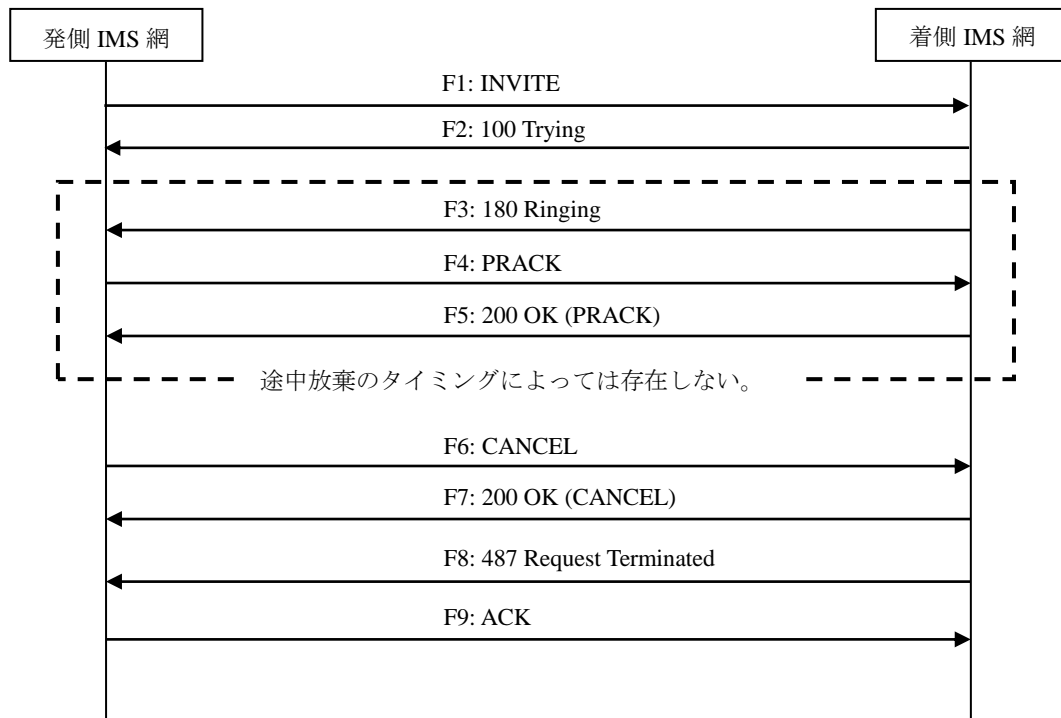 発側 IMS 網
着側 IMS 網
F1: INVITE
F2: 100 Trying
F3: 180 Ringing
F4: PRACK
F5: 200 OK (PRACK)
途中放棄のタイミングによっては存在しない。
F6: CANCEL
F7: 200 OK (CANCEL)
F8: 487 Request Terminated
F9: ACK